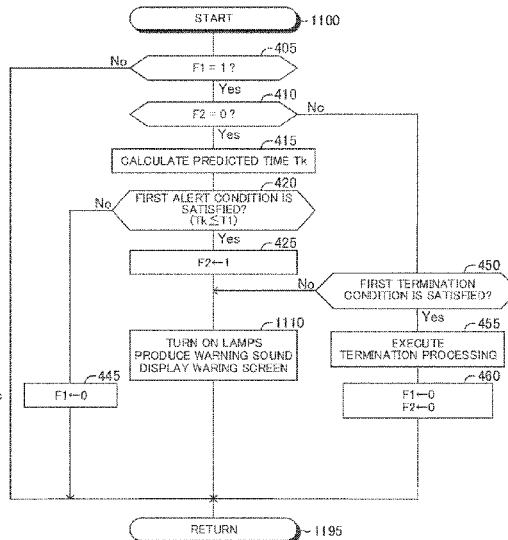 START
1100
405
No
F1 = 1 ?
Yes
410
No
F2 = 0 ?
Yes
415
CALCULATE PREDICTED TIME Tk
420
No
FIRST ALERT CONDITION IS
SATISFIED?
(Tk≦T1)
Yes
425
F2←1
450
No
FIRST TERMINATION
CONDITION IS SATISFIED?
Yes
1110
TURN ON LAMPS
PRODUCE WARNING SOUND
DISPLAY WARING SCREEN
455
EXECUTE
TERMINATION PROCESSING
445
F1←0
460
F1←0
F2←0
RETURN
1195